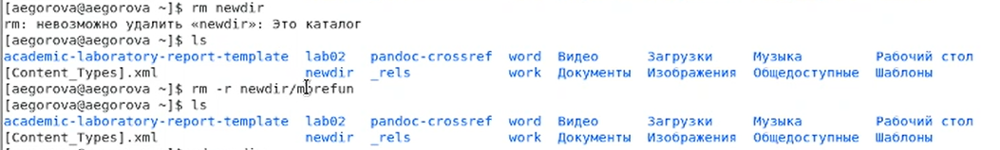 [aegorova@aegorova ~]$ rm newdir
rm: невозможно удалить «newdir»: Это каталог
[aegorova@aegorova ~]$ ls
academic-laboratory-report-template lab02 pandoc-crossref word Видео Загрузки Музыка Рабочий стол
[Content_Types].xml newdir _rels work Документы Изображения Общедоступные Шаблоны
[aegorova@aegorova ~]$ rm -r newdir/morefun
[aegorova@aegorova ~]$ ls
academic-laboratory-report-template lab02 pandoc-crossref word Видео Загрузки Музыка Рабочий стол
[Content_Types].xml newdir _rels work Документы Изображения Общедоступные Шаблоны